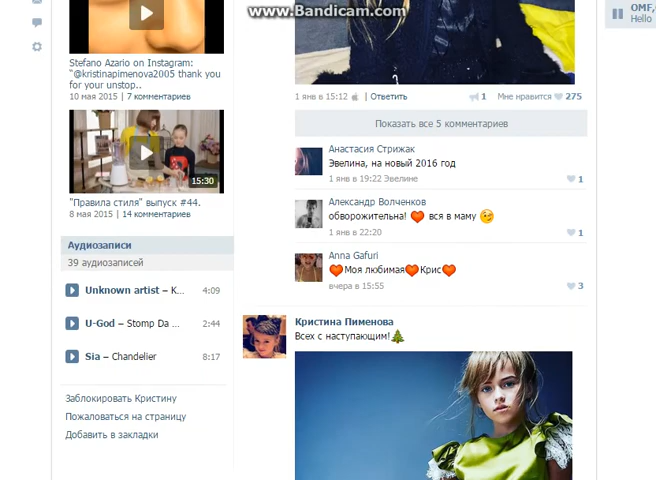 www.Bandicam.com
OMF,
Hello
Stefano Azario on Instagram:
“@kristinapimenova2005 thank you
for your unstop..
10 мая 2015 | 7 комментариев
15:30
"Правила стиля" выпуск #44.
8 мая 2015 | 14 комментариев
Аудиозаписи
39 аудиозаписей
Unknown artist – K... 4:09
U-God – Stomp Da ... 2:44
Sia – Chandelier 8:17
Заблокировать Кристину
Пожаловаться на страницу
Добавить в закладки
1 янв в 15:12 | Ответить 1 Мне нравится 275
Показать все 5 комментариев
Анастасия Стрижак
Эвелина, на новый 2016 год
1 янв в 19:22 Эвелине 1
Александр Волченков
обворожительна! ❤ вся в маму 😉
1 янв в 22:20 1
Anna Gafuri
❤Моя любимая❤Крис❤
вчера в 15:55 3
Кристина Пименова
Всех с наступающим!🎄